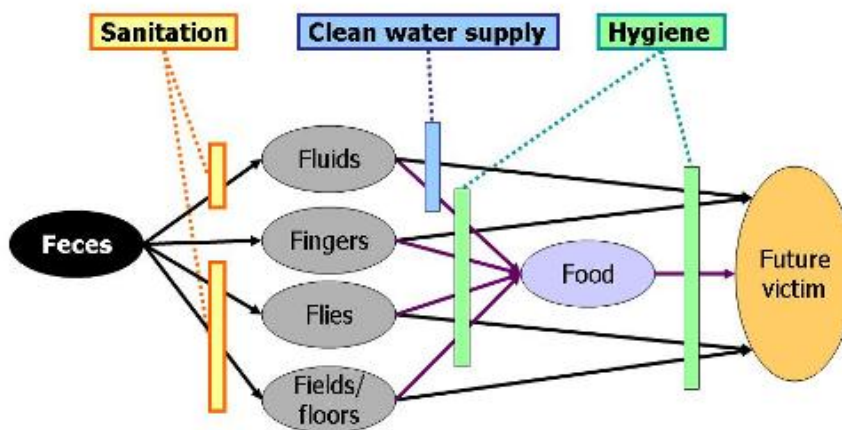 Sanitation
Clean water supply
Hygiene
Fluids
Feces
Fingers
Food
Future
victim
Flies
Fields/
floors